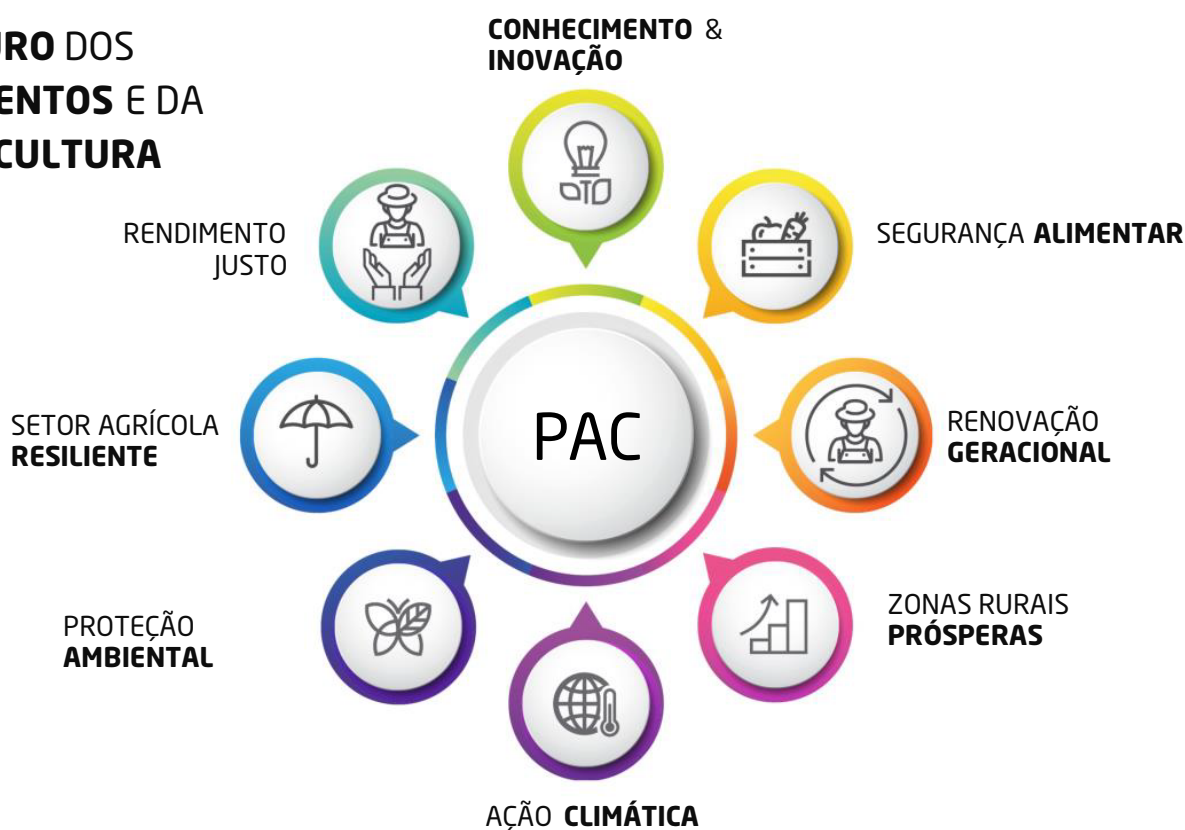 URO DOS
ENTOS E DA
CULTURA
CONHECIMENTO &
INOVAÇÃO
SEGURANÇA ALIMENTAR
RENOVAÇÃO
GERACIONAL
ZONAS RURAIS
PRÓSPERAS
AÇÃO CLIMÁTICA
PROTEÇÃO
AMBIENTAL
SETOR AGRÍCOLA
RESILIENTE
RENDIMENTO
JUSTO
PAC